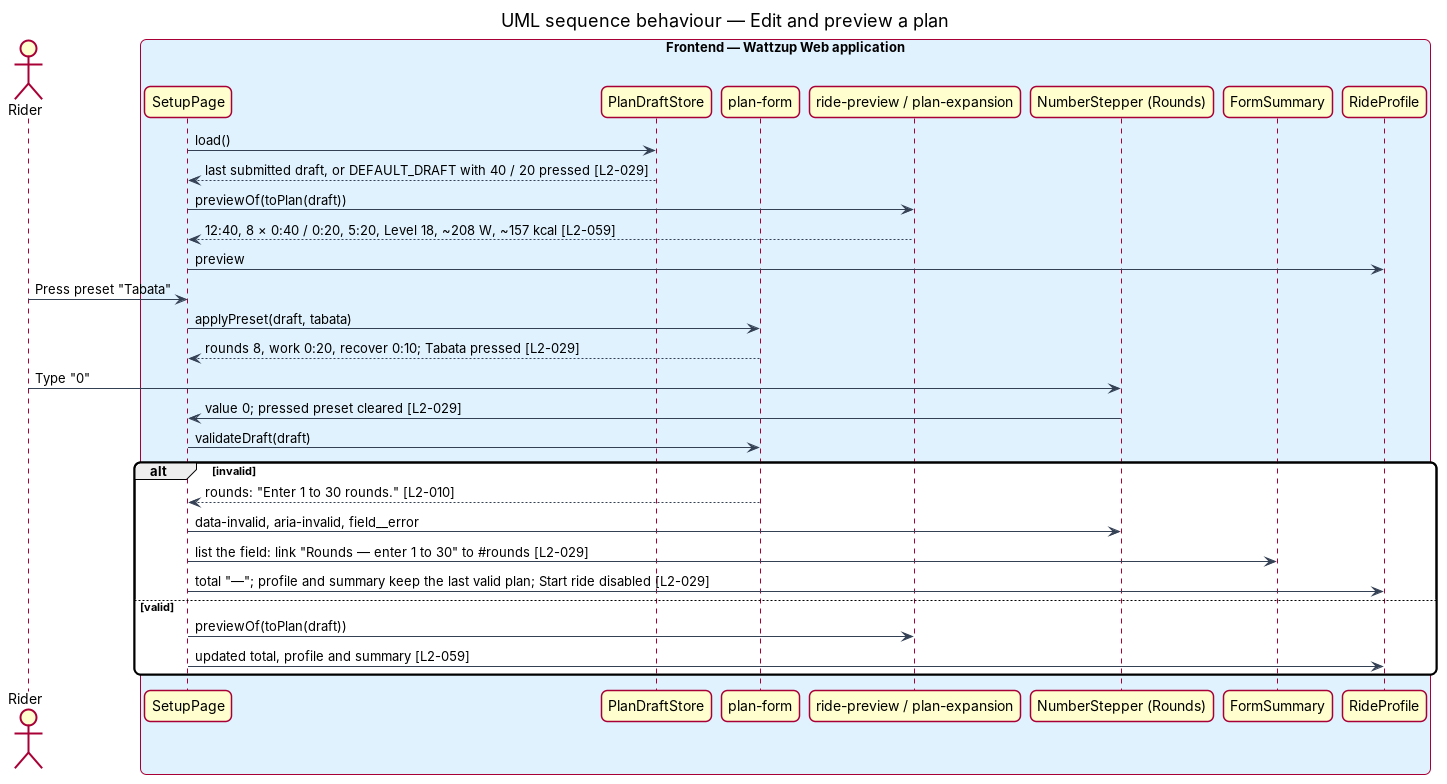 UML sequence behaviour — Edit and preview a plan
Frontend — Wattzup Web application
Rider
SetupPage
PlanDraftStore
plan-form
ride-preview / plan-expansion
NumberStepper (Rounds)
FormSummary
RideProfile
load()
last submitted draft, or DEFAULT_DRAFT with 40 / 20 pressed [L2-029]
previewOf(toPlan(draft))
12:40, 8 × 0:40 / 0:20, 5:20, Level 18, ~208 W, ~157 kcal [L2-059]
preview
Press preset "Tabata"
applyPreset(draft, tabata)
rounds 8, work 0:20, recover 0:10; Tabata pressed [L2-029]
Type "0"
value 0; pressed preset cleared [L2-029]
validateDraft(draft)
alt [invalid]
rounds: "Enter 1 to 30 rounds." [L2-010]
data-invalid, aria-invalid, field__error
list the field: link "Rounds — enter 1 to 30" to #rounds [L2-029]
total "—"; profile and summary keep the last valid plan; Start ride disabled [L2-029]
[valid]
previewOf(toPlan(draft))
updated total, profile and summary [L2-059]
Rider
SetupPage
PlanDraftStore
plan-form
ride-preview / plan-expansion
NumberStepper (Rounds)
FormSummary
RideProfile